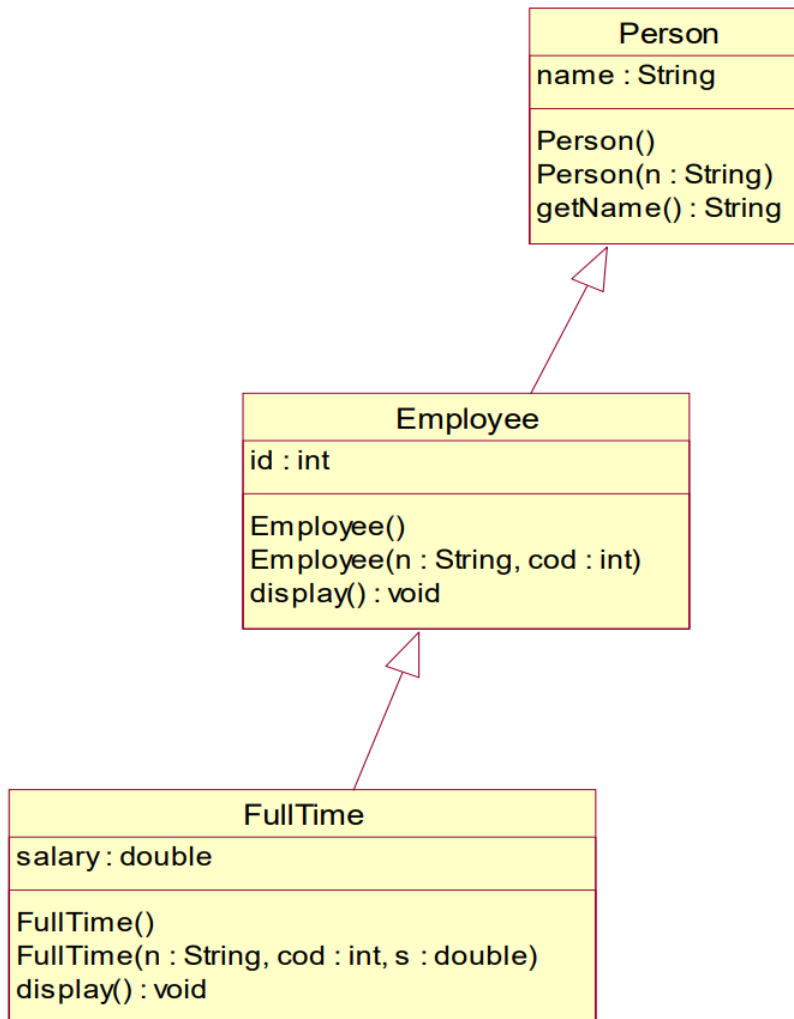 Person
name : String
Person()
Person(n : String)
getName() : String
Employee
id : int
Employee()
Employee(n : String, cod : int)
display() : void
FullTime
salary : double
FullTime()
FullTime(n : String, cod : int, s : double)
display() : void